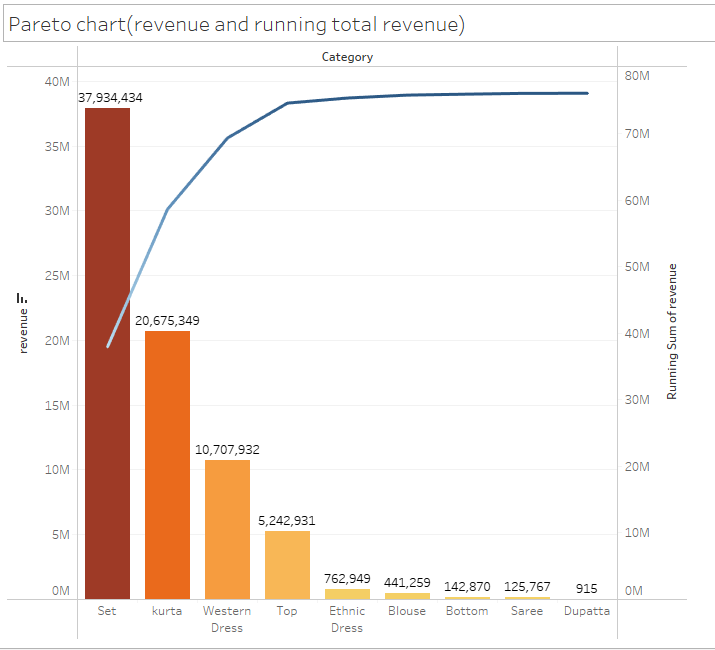 Pareto chart(revenue and running total revenue)
Category
40M
35M
30M
25M
20M
15M
10M
5M
0M
revenue
37,934,434
20,675,349
10,707,932
5,242,931
762,949
441,259
142,870
125,767
915
80M
70M
60M
50M
40M
30M
20M
10M
0M
Running Sum of revenue
Set
kurta
Western
Dress
Top
Ethnic
Dress
Blouse
Bottom
Saree
Dupatta